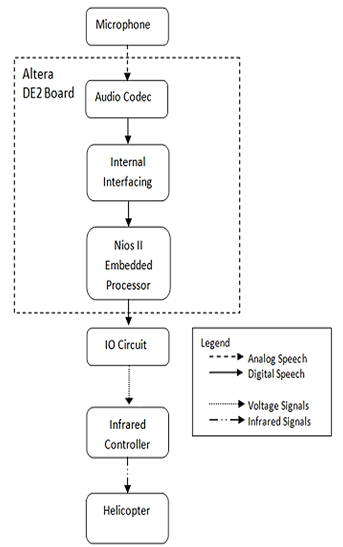 Microphone
Altera
DE2 Board
Audio Codec
Internal
Interfacing
Nios II
Embedded
Processor
IO Circuit
Legend
Analog Speech
Digital Speech
Voltage Signals
Infrared Signals
Infrared
Controller
Helicopter